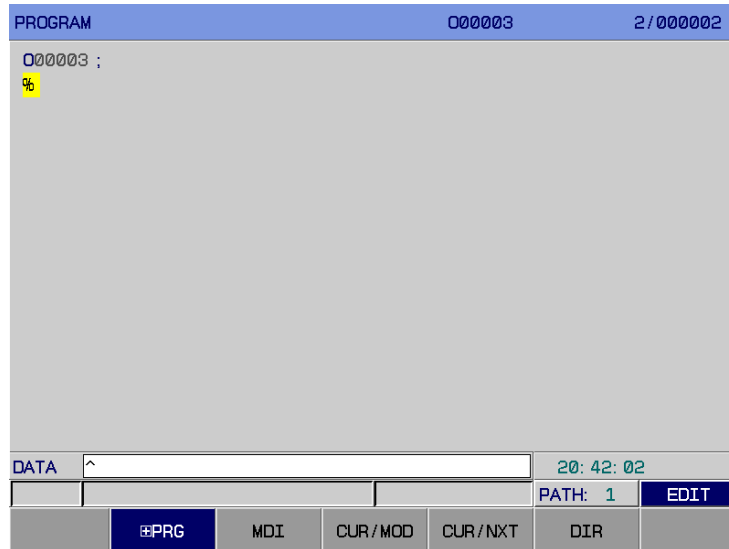 PROGRAM O00003 2/000002
O00003 ;
%
DATA ^ 20:42:02
PATH: 1 EDIT
⊞PRG MDI CUR/MOD CUR/NXT DIR